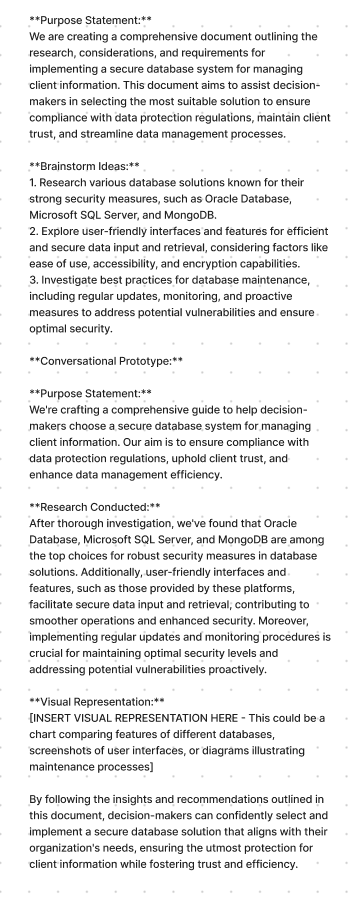 **Purpose Statement:**
We are creating a comprehensive document outlining the
research, considerations, and requirements for
implementing a secure database system for managing
client information. This document aims to assist decision-
makers in selecting the most suitable solution to ensure
compliance with data protection regulations, maintain client
trust, and streamline data management processes.

**Brainstorm Ideas:**
1. Research various database solutions known for their
strong security measures, such as Oracle Database,
Microsoft SQL Server, and MongoDB.
2. Explore user-friendly interfaces and features for efficient
and secure data input and retrieval, considering factors like
ease of use, accessibility, and encryption capabilities.
3. Investigate best practices for database maintenance,
including regular updates, monitoring, and proactive
measures to address potential vulnerabilities and ensure
optimal security.

**Conversational Prototype:**

**Purpose Statement:**
We're crafting a comprehensive guide to help decision-
makers choose a secure database system for managing
client information. Our aim is to ensure compliance with
data protection regulations, uphold client trust, and
enhance data management efficiency.

**Research Conducted:**
After thorough investigation, we've found that Oracle
Database, Microsoft SQL Server, and MongoDB are among
the top choices for robust security measures in database
solutions. Additionally, user-friendly interfaces and
features, such as those provided by these platforms,
facilitate secure data input and retrieval, contributing to
smoother operations and enhanced security. Moreover,
implementing regular updates and monitoring procedures is
crucial for maintaining optimal security levels and
addressing potential vulnerabilities proactively.

**Visual Representation:**
[INSERT VISUAL REPRESENTATION HERE - This could be a
chart comparing features of different databases,
screenshots of user interfaces, or diagrams illustrating
maintenance processes]

By following the insights and recommendations outlined in
this document, decision-makers can confidently select and
implement a secure database solution that aligns with their
organization's needs, ensuring the utmost protection for
client information while fostering trust and efficiency.